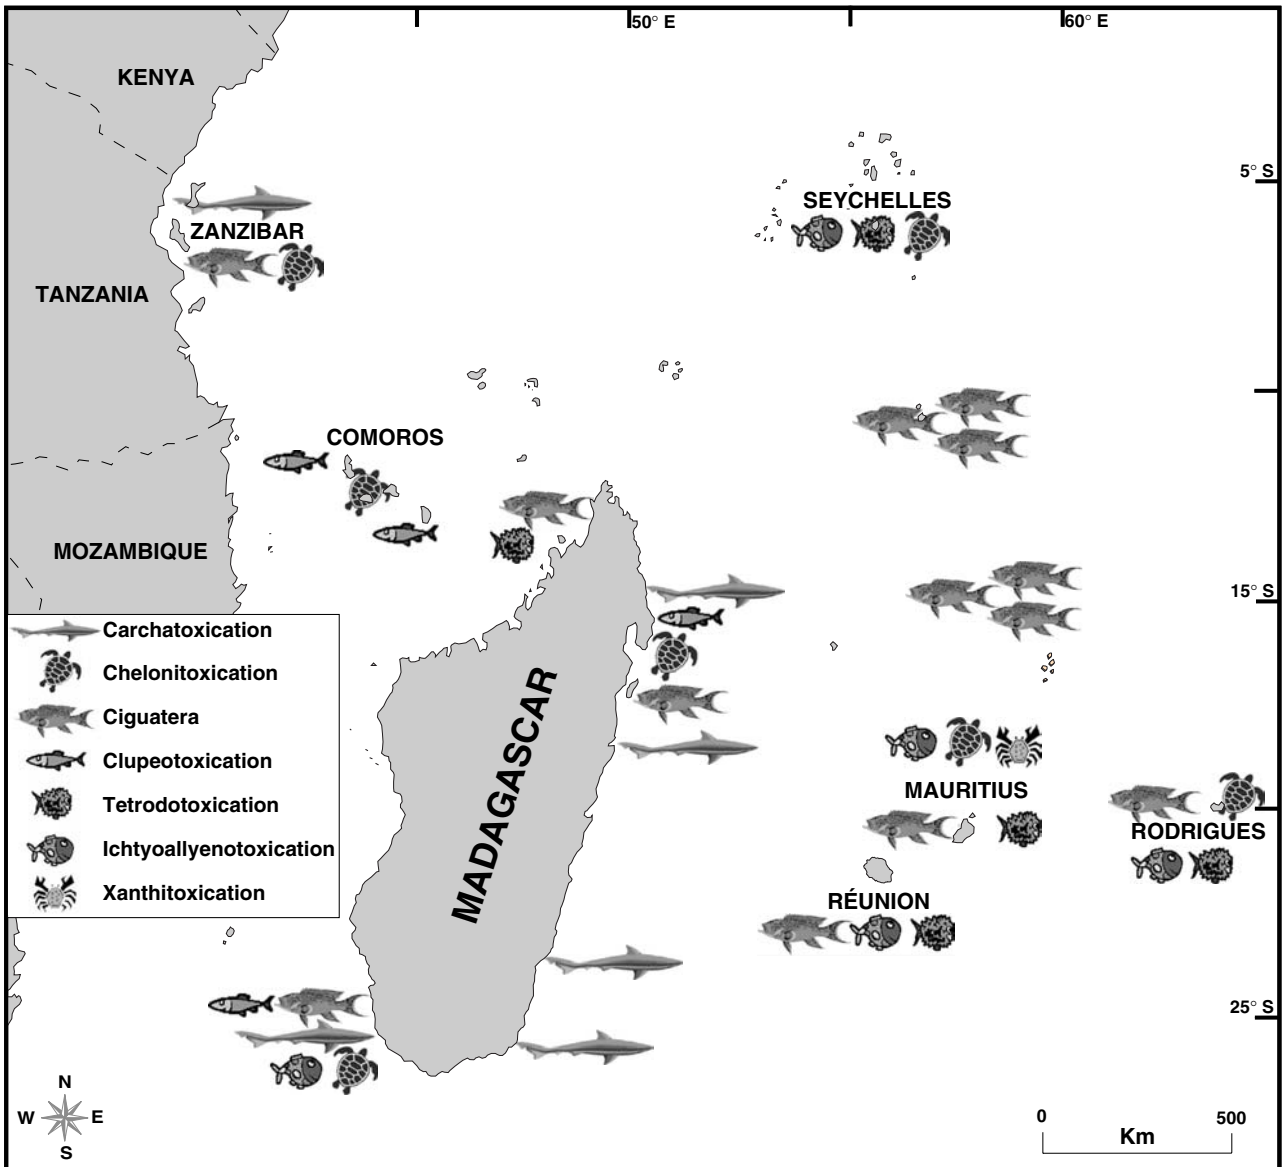 50° E
60° E
KENYA
5° S
SEYCHELLES
ZANZIBAR
TANZANIA
COMOROS
MOZAMBIQUE
15° S
Carchatoxication
Chelonitoxication
Ciguatera
Clupeotoxication
Tetrodotoxication
Ichtyoallyenotoxication
Xanthitoxication
MADAGASCAR
MAURITIUS
RODRIGUES
RÉUNION
25° S
N
W E
S
0 500
Km